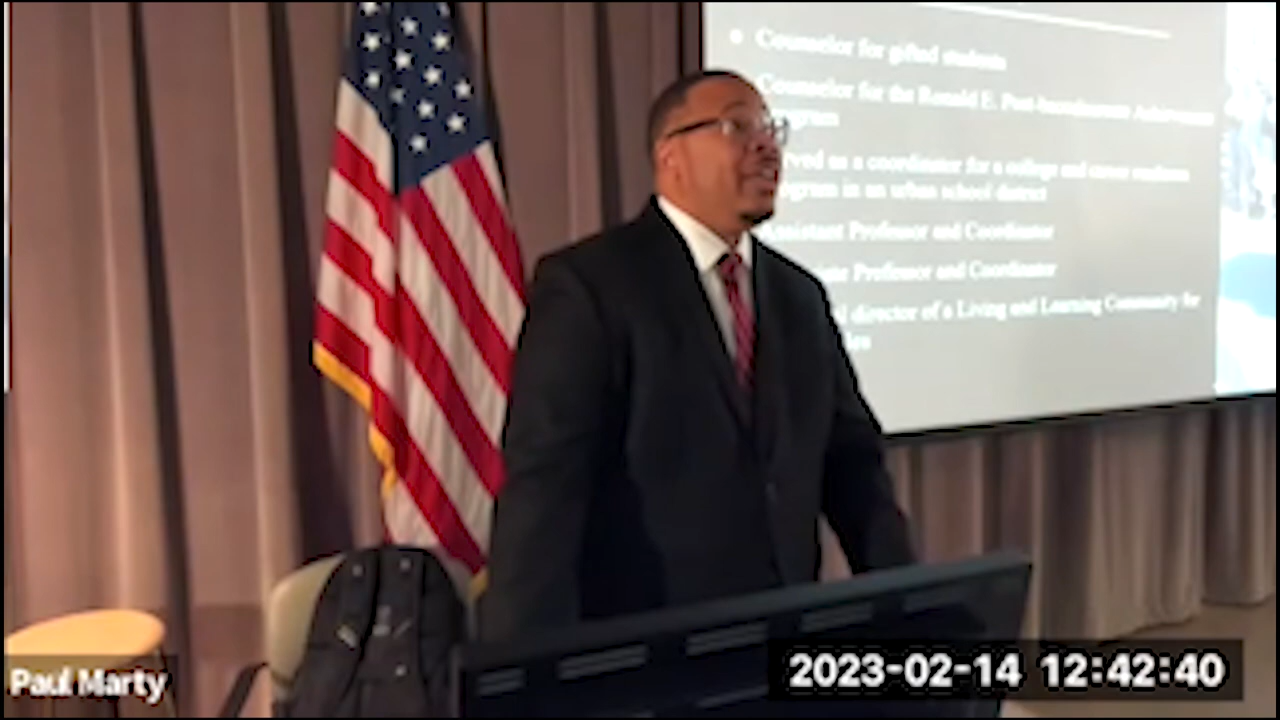 Counselor for gifted students
Counselor for the Ronald E. Post-baccalaureate Achievement
served as a coordinator for a college and career readiness
program in an urban school district
Assistant Professor and Coordinator
Professor and Coordinator
director of a Living and Learning Community for
Paul Marty
2023-02-14 12:42:40